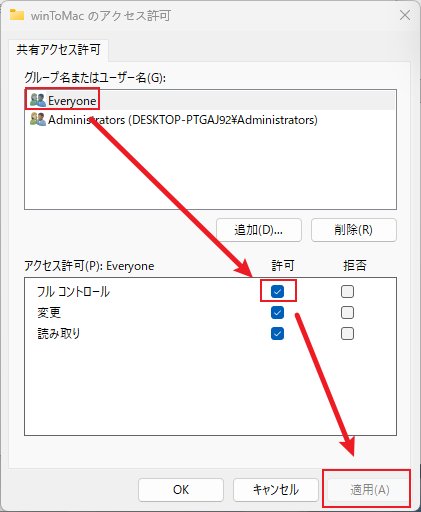 winToMac のアクセス許可
共有アクセス許可
グループ名またはユーザー名(G):
Everyone
Administrators (DESKTOP-PTGAJ92¥Administrators)
追加(D)... 削除(R)
アクセス許可(P): Everyone 許可 拒否
フル コントロール
変更
読み取り
OK キャンセル 適用(A)